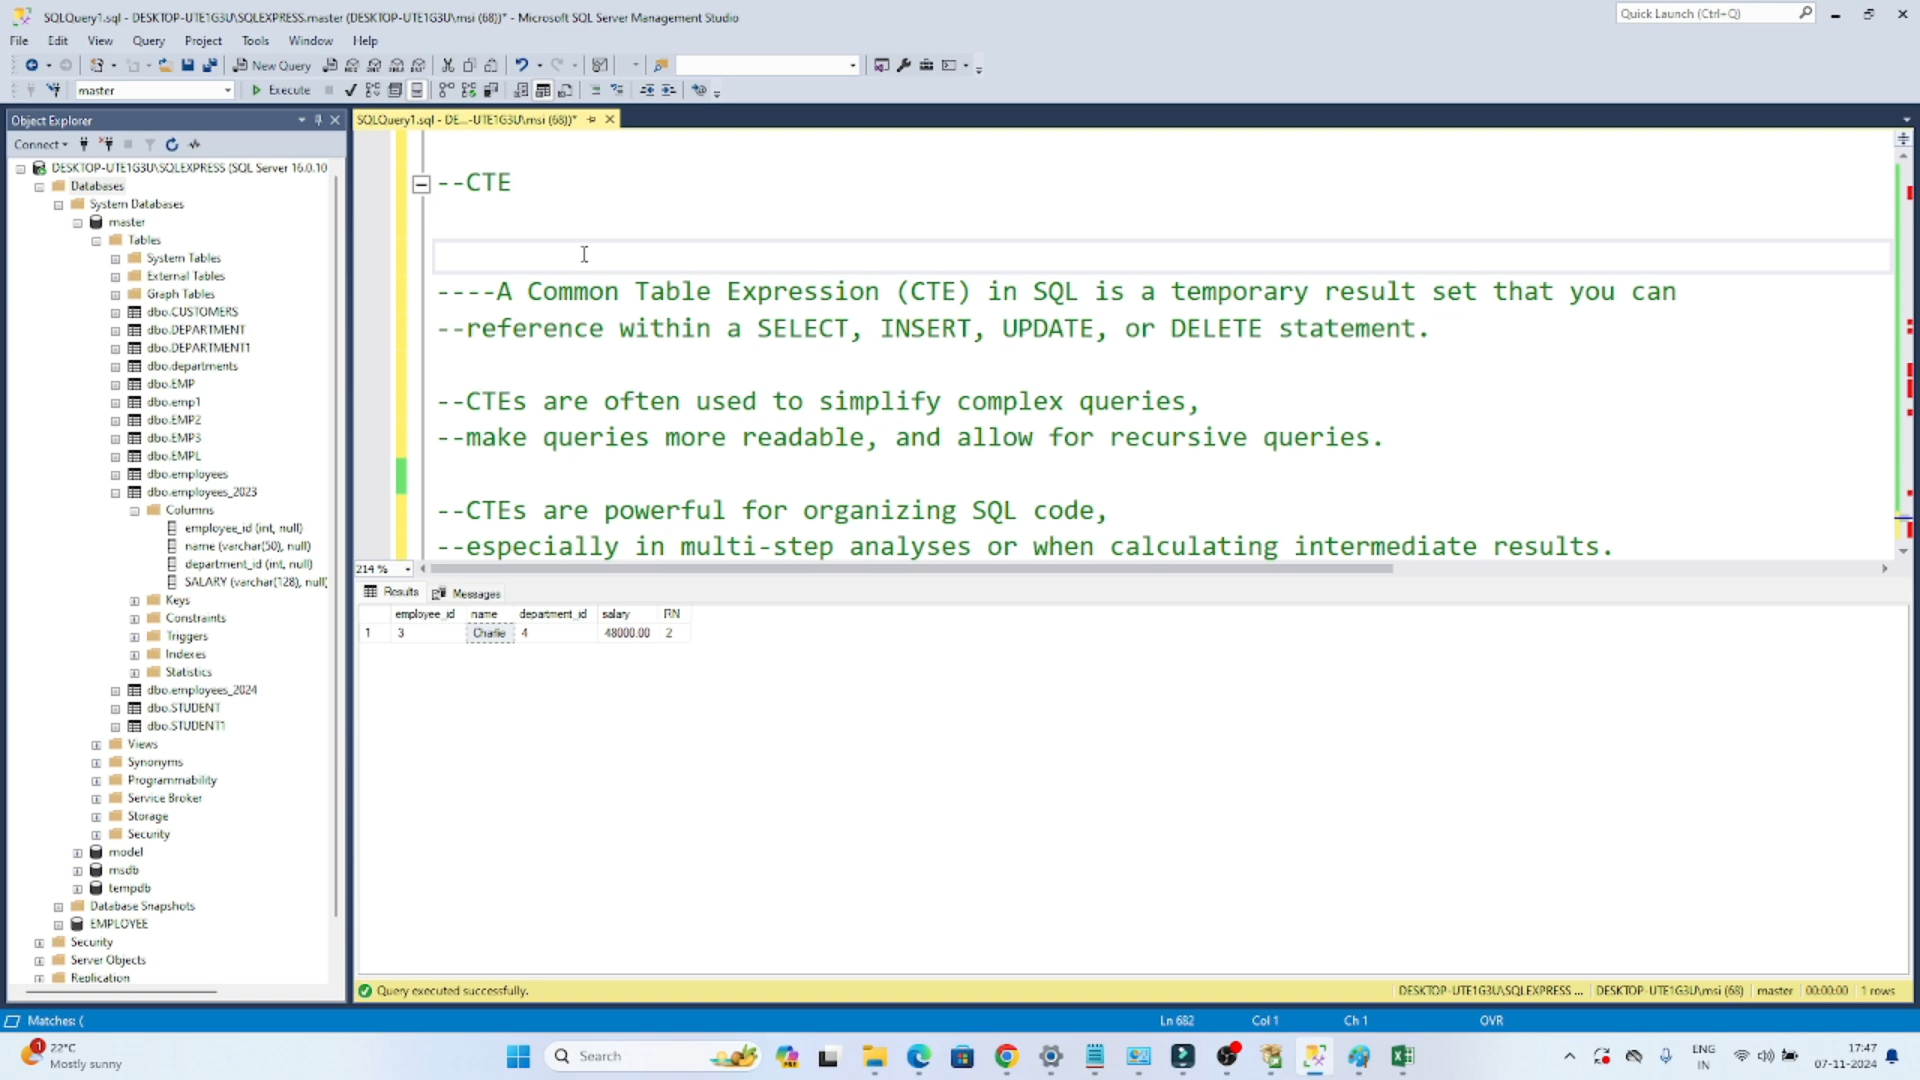 SQLQuery1.sql - DESKTOP-UTE1G3U\SQLEXPRESS.master (DESKTOP-UTE1G3U\msi (68))* - Microsoft SQL Server Management Studio
Quick Launch (Ctrl+Q)
File Edit View Query Project Tools Window Help
New Query
master
Execute
Object Explorer
SQLQuery1.sql - DE...-UTE1G3U\msi (68))*
Connect
DESKTOP-UTE1G3U\SQLEXPRESS (SQL Server 16.0.10
Databases
System Databases
master
Tables
System Tables
External Tables
Graph Tables
dbo.CUSTOMERS
dbo.DEPARTMENT
dbo.DEPARTMENT1
dbo.departments
dbo.EMP
dbo.emp1
dbo.EMP2
dbo.EMP3
dbo.EMPL
dbo.employees
dbo.employees_2023
Columns
employee_id (int, null)
name (varchar(50), null)
department_id (int, null)
SALARY (varchar(128), null)
Keys
Constraints
Triggers
Indexes
Statistics
dbo.employees_2024
dbo.STUDENT
dbo.STUDENT1
Views
Synonyms
Programmability
Service Broker
Storage
Security
model
msdb
tempdb
Database Snapshots
EMPLOYEE
Security
Server Objects
Replication
--CTE
----A Common Table Expression (CTE) in SQL is a temporary result set that you can
--reference within a SELECT, INSERT, UPDATE, or DELETE statement.
--CTEs are often used to simplify complex queries,
--make queries more readable, and allow for recursive queries.
--CTEs are powerful for organizing SQL code,
--especially in multi-step analyses or when calculating intermediate results.
214 %
Results Messages
employee_id name department_id salary RN
1 3 Charlie 4 48000.00 2
Query executed successfully.
DESKTOP-UTE1G3U\SQLEXPRESS ... DESKTOP-UTE1G3U\msi (68) master 00:00:00 1 rows
Matches: (
Ln 682 Col 1 Ch 1 OVR
1
22°C
Mostly sunny
Search
ENG
IN
17:47
07-11-2024